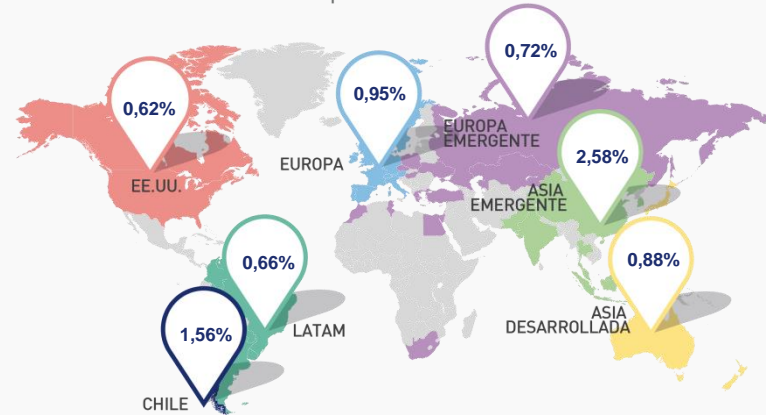 0,72%
0,62%
0,95%
EUROPA
EMERGENTE
EUROPA
2,58%
EE.UU.
ASIA
EMERGENTE
0,66%
0,88%
ASIA
DESARROLLADA
1,56%
LATAM
CHILE